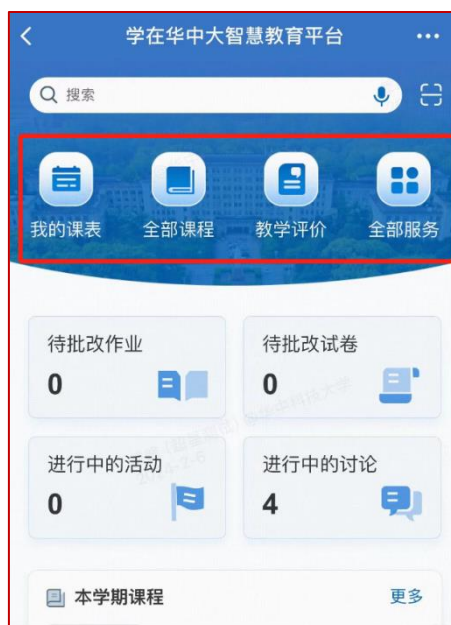 学在华中大智慧教育平台
搜索
我的课表 全部课程 教学评价 全部服务
待批改作业 待批改试卷
0 0
进行中的活动 进行中的讨论
0 4
本学期课程 更多